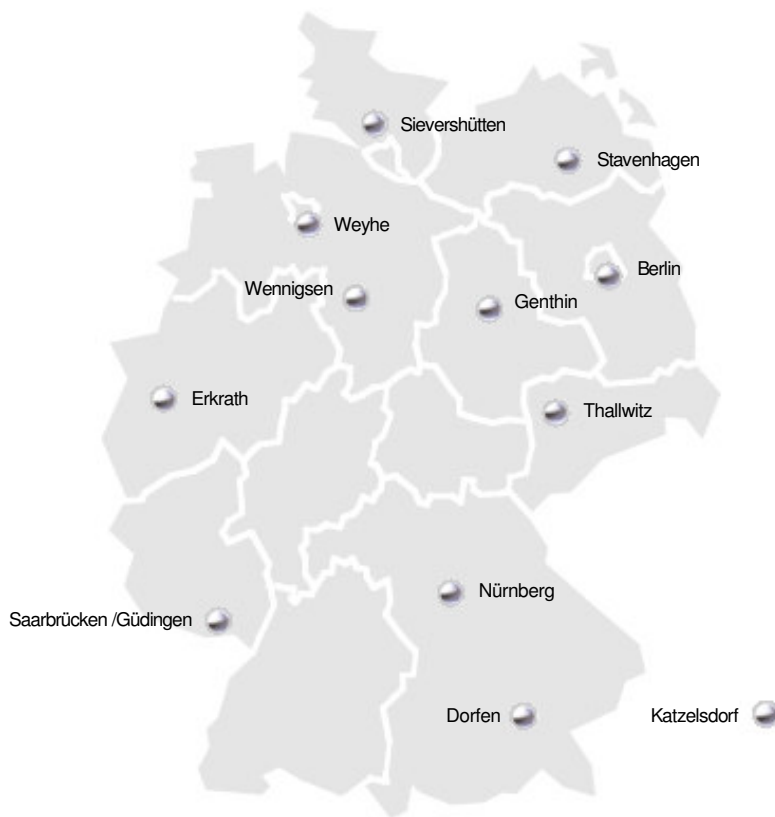 Sievershütten
Stavenhagen
Weyhe
Berlin
Wennigsen
Genthin
Erkrath
Thallwitz
Nürnberg
Saarbrücken /Güdingen
Dorfen
Katzelsdorf